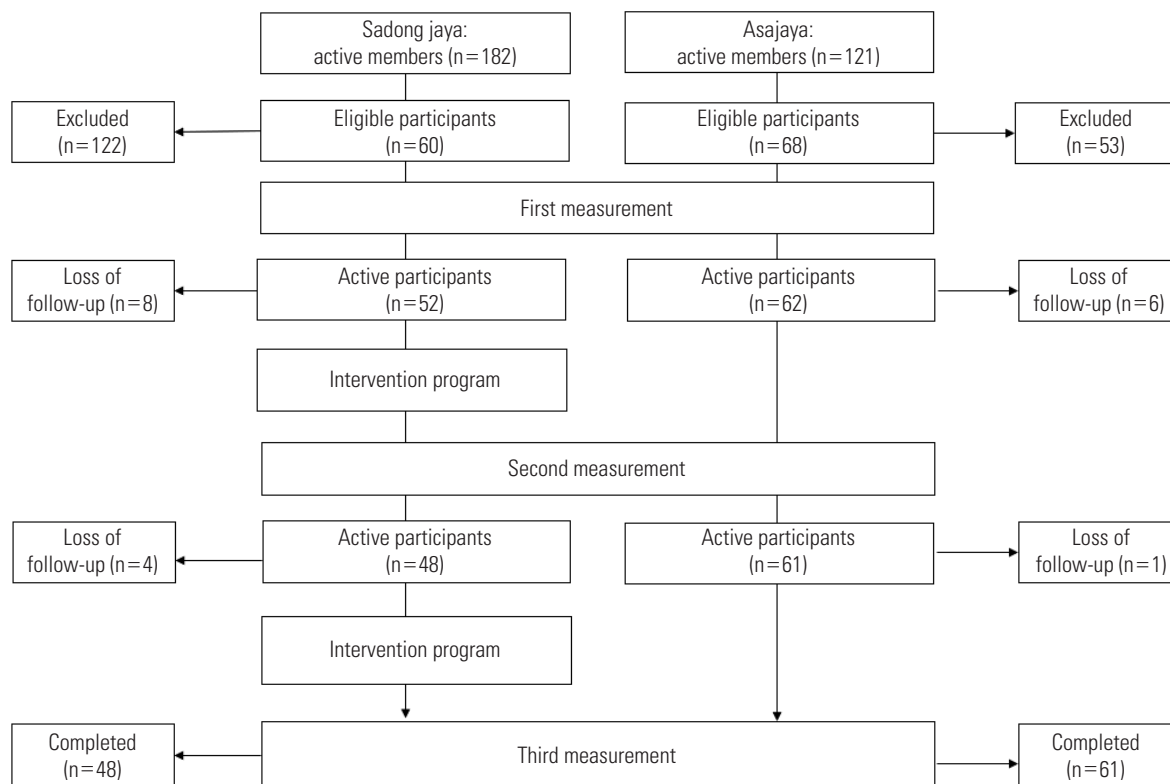 Sadong jaya:
active members (n=182)
Asajaya:
active members (n=121)
Excluded
(n=122)
Eligible participants
(n=60)
Eligible participants
(n=68)
Excluded
(n=53)
First measurement
Loss of
follow-up (n=8)
Active participants
(n=52)
Active participants
(n=62)
Loss of
follow-up (n=6)
Intervention program
Second measurement
Loss of
follow-up (n=4)
Active participants
(n=48)
Active participants
(n=61)
Loss of
follow-up (n=1)
Intervention program
Completed
(n=48)
Third measurement
Completed
(n=61)